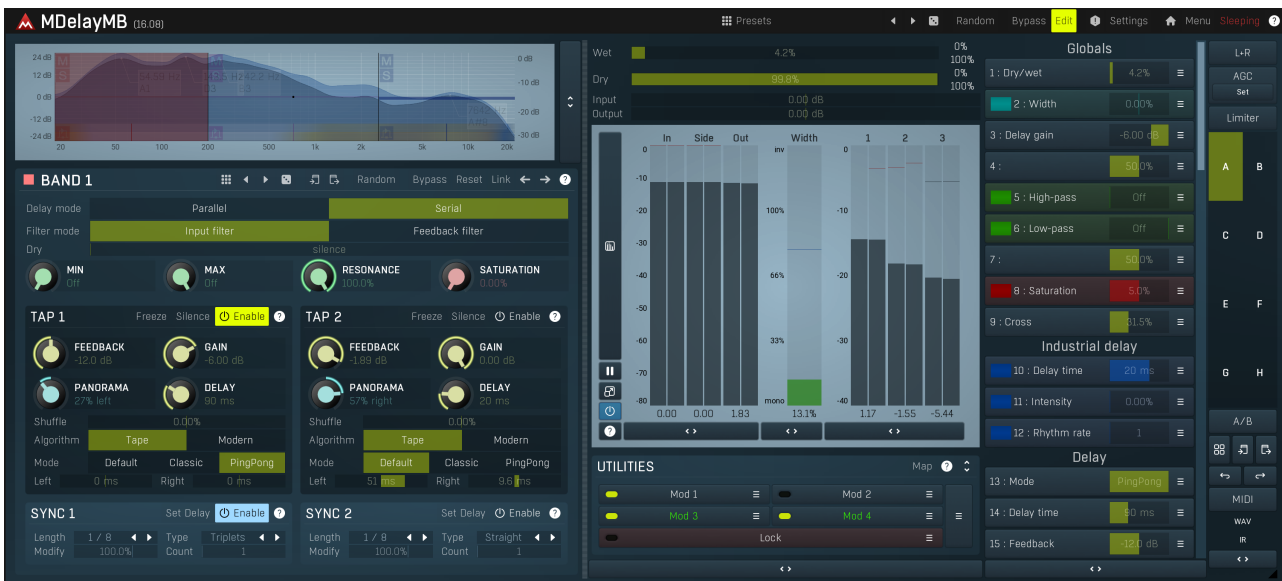 MDelayMB (16.08)
Presets
Random Bypass Edit Settings Menu Sleeping ?
24 dB
12 dB
0 dB
-12 dB
-24 dB
0 dB
-10 dB
-20 dB
-30 dB
M
S
M
S
M
S
20 50 100 200 500 1k 2k 5k 10k 20k
BAND 1
Random Bypass Reset Link ?
Delay mode Parallel Serial
Filter mode Input filter Feedback filter
Dry silence
MIN
Off
MAX
Off
RESONANCE
100.0%
SATURATION
0.00%
TAP 1 Freeze Silence Enable ?
FEEDBACK
-12.0 dB
GAIN
-6.00 dB
PANORAMA
27% left
DELAY
90 ms
Shuffle 0.00%
Algorithm Tape Modern
Mode Default Classic PingPong
Left 0 ms Right 0 ms
TAP 2 Freeze Silence Enable ?
FEEDBACK
-1.89 dB
GAIN
0.00 dB
PANORAMA
57% right
DELAY
20 ms
Shuffle 0.00%
Algorithm Tape Modern
Mode Default Classic PingPong
Left 51 ms Right 9.6 ms
SYNC 1 Set Delay Enable ?
Length 1 / 8 Type Triplets
Modify 100.0% Count 1
SYNC 2 Set Delay Enable ?
Length 1 / 8 Type Straight
Modify 100.0% Count 1
Wet 4.2% 0%
100%
Dry 99.8% 0%
100%
Input 0.00 dB
Output 0.00 dB
In Side Out Width 1 2 3
0
-10
-20
-30
-40
-50
-60
-70
-80
inv
100%
66%
33%
mono
0
-10
-20
-30
-40
0.00 0.00 1.83 13.1% 1.17 -1.55 -5.44
?
UTILITIES Map ?
Mod 1 Mod 2
Mod 3 Mod 4
Lock
Globals
1 : Dry/wet 4.2%
2 : Width 0.00%
3 : Delay gain -6.00 dB
4 : 50.0%
5 : High-pass Off
6 : Low-pass Off
7 : 50.0%
8 : Saturation 5.0%
9 : Cross 31.5%
Industrial delay
10 : Delay time 20 ms
11 : Intensity 0.00%
12 : Rhythm rate 1
Delay
13 : Mode PingPong
14 : Delay time 90 ms
15 : Feedback -12.0 dB
L+R
AGC
Set
Limiter
A B
C D
E F
G H
A/B
MIDI
WAV
IR